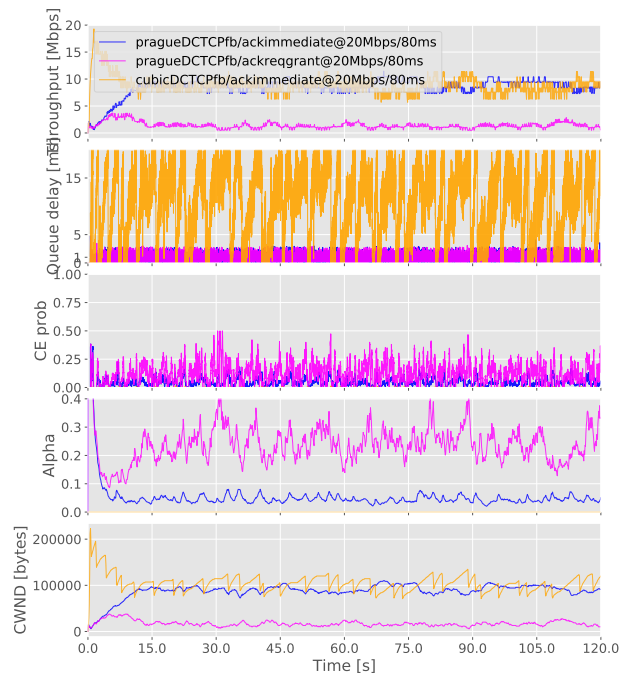 Throughput [Mbps]
20
15
10
5
0
pragueDCTCPfb/ackimmediate@20Mbps/80ms
pragueDCTCPfb/ackreqgrant@20Mbps/80ms
cubicDCTCPfb/ackimmediate@20Mbps/80ms
Queue delay [ms]
15
5
1
0
CE prob
1.00
0.75
0.50
0.25
0.00
Alpha
0.4
0.3
0.2
0.1
0.0
CWND [bytes]
200000
100000
0
0.0 15.0 30.0 45.0 60.0 75.0 90.0 105.0 120.0
Time [s]